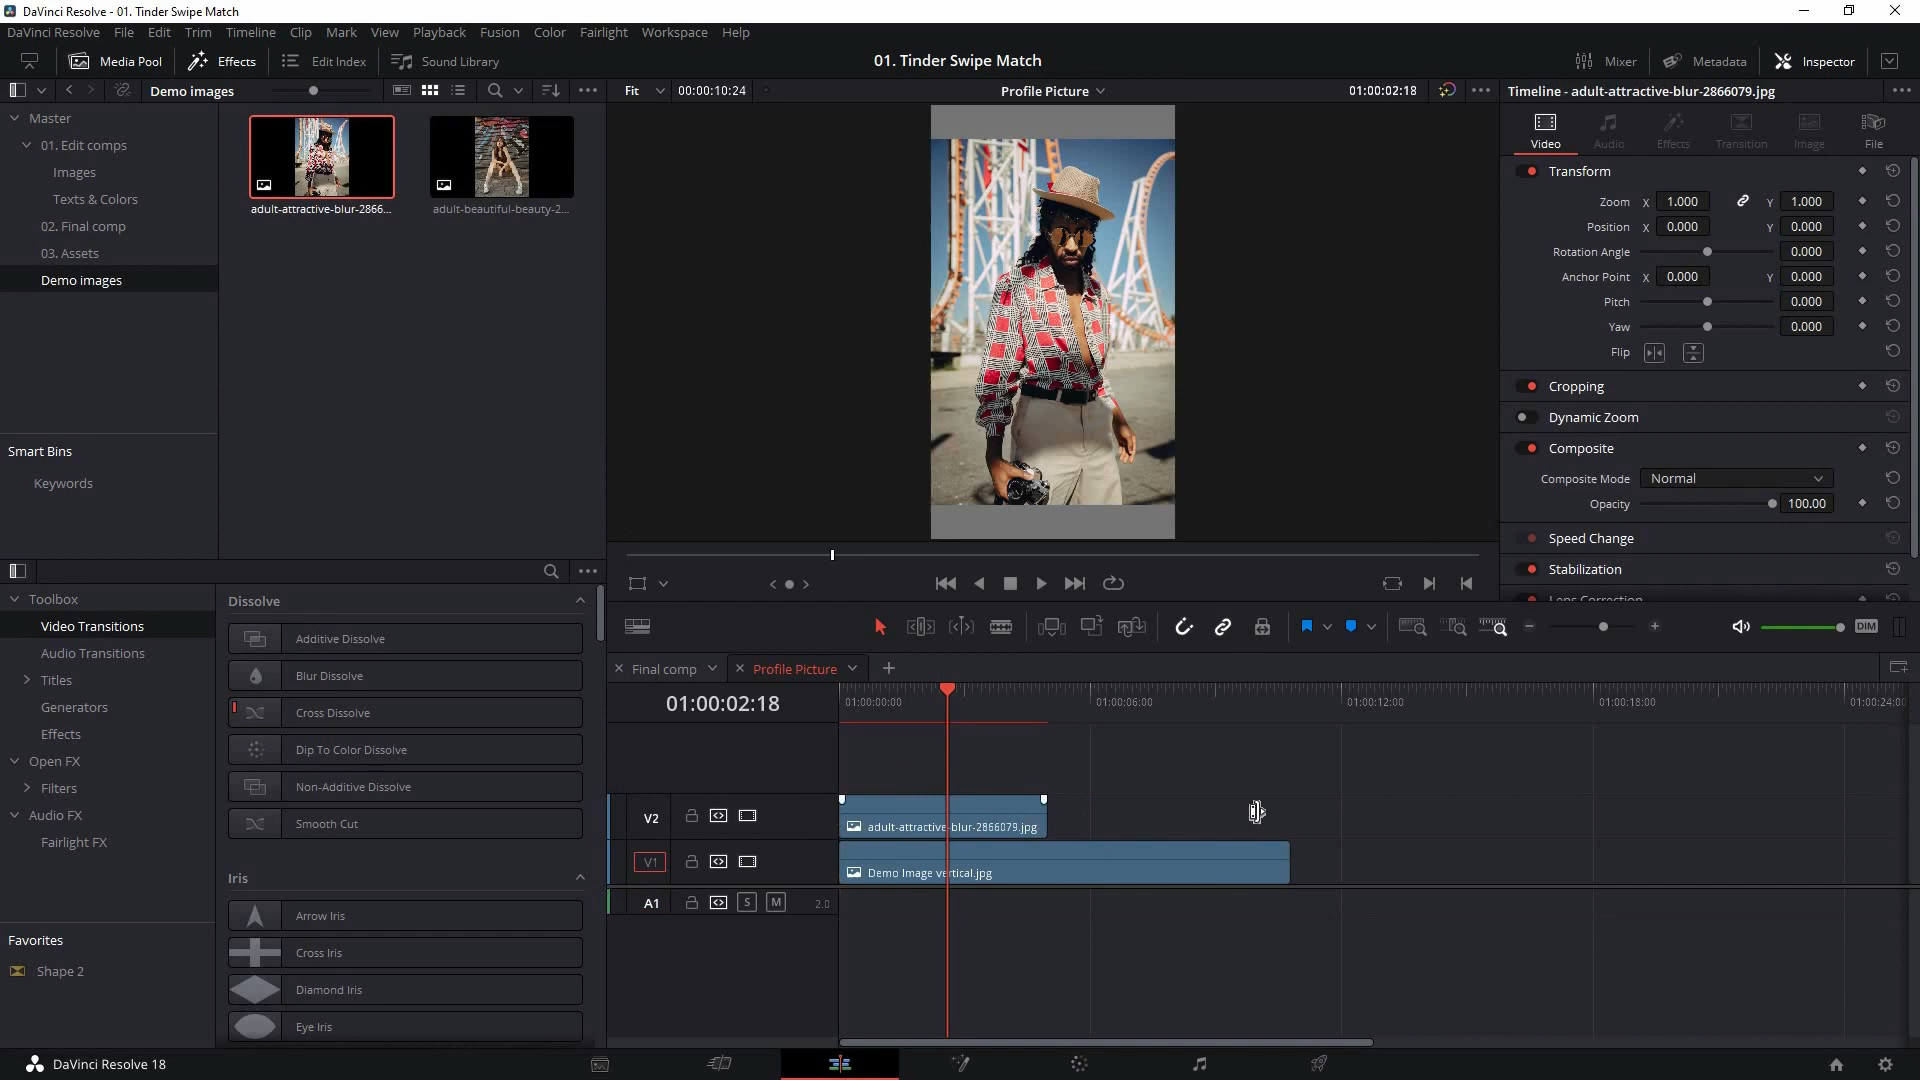 DaVinci Resolve - 01. Tinder Swipe Match
DaVinci Resolve File Edit Trim Timeline Clip Mark View Playback Fusion Color Fairlight Workspace Help
Media Pool Effects Edit Index Sound Library 01. Tinder Swipe Match Mixer Metadata Inspector
Demo images Fit 00:00:10:24 Profile Picture 01:00:02:18 Timeline - adult-attractive-blur-2866079.jpg
Master
01. Edit comps
Images
Texts & Colors
02. Final comp
03. Assets
Demo images
adult-attractive-blur-2866... adult-beautiful-beauty-2...
Smart Bins
Keywords
Video Audio Effects Transition Image File
Transform
Zoom X 1.000 Y 1.000
Position X 0.000 Y 0.000
Rotation Angle 0.000
Anchor Point X 0.000 Y 0.000
Pitch 0.000
Yaw 0.000
Flip
Cropping
Dynamic Zoom
Composite
Composite Mode Normal
Opacity 100.00
Speed Change
Stabilization
Lens Correction
Toolbox
Video Transitions
Audio Transitions
Titles
Generators
Effects
Open FX
Filters
Audio FX
Fairlight FX
Favorites
Shape 2
Dissolve
Additive Dissolve
Blur Dissolve
Cross Dissolve
Dip To Color Dissolve
Non-Additive Dissolve
Smooth Cut
Iris
Arrow Iris
Cross Iris
Diamond Iris
Eye Iris
DIM
Final comp Profile Picture
01:00:02:18 01:00:00:00 01:00:06:00 01:00:12:00 01:00:18:00 01:00:24:00
V2 adult-attractive-blur-2866079.jpg
V1 Demo Image vertical.jpg
A1 S M 2.0
DaVinci Resolve 18